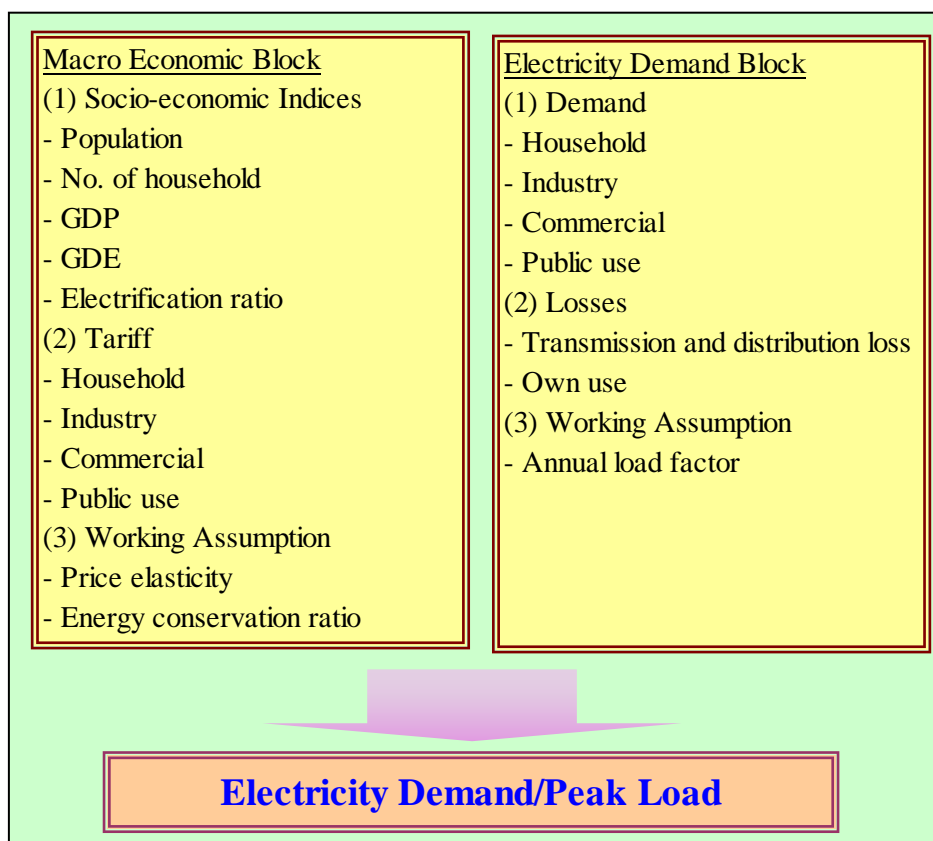 Macro Economic Block
(1) Socio-economic Indices
- Population
- No. of household
- GDP
- GDE
- Electrification ratio
(2) Tariff
- Household
- Industry
- Commercial
- Public use
(3) Working Assumption
- Price elasticity
- Energy conservation ratio
Electricity Demand Block
(1) Demand
- Household
- Industry
- Commercial
- Public use
(2) Losses
- Transmission and distribution loss
- Own use
(3) Working Assumption
- Annual load factor
Electricity Demand/Peak Load